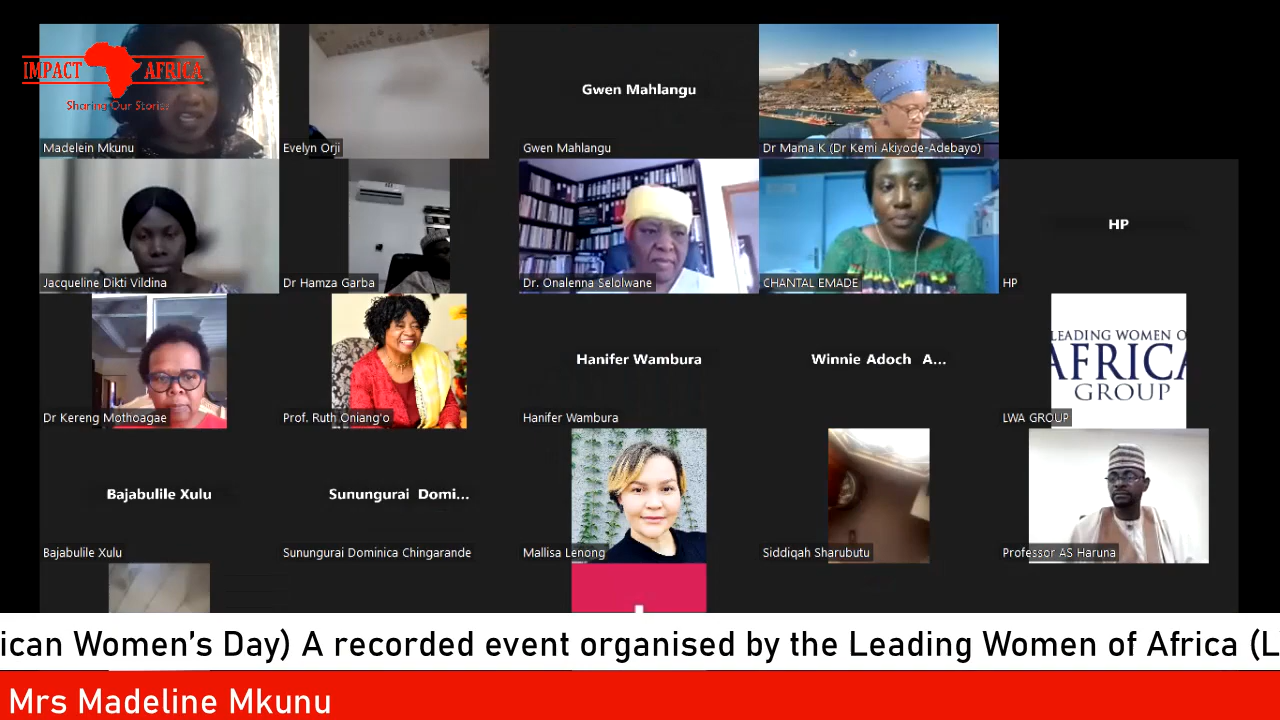 IMPACT AFRICA
Sharing Our Stories
Madelein Mkunu
Evelyn Orji
Gwen Mahlangu
Gwen Mahlangu
Dr Mama K (Dr Kemi Akiyode-Adebayo)
Jacqueline Dikti Vildina
Dr Hamza Garba
Dr. Onalenna Selolwane
CHANTAL EMADE
HP
HP
Dr Kereng Mothoagae
Prof. Ruth Oniang'o
Hanifer Wambura
Hanifer Wambura
Winnie Adoch A...
LEADING WOMEN O
AFRICA
GROUP
LWA GROUP
Bajabulile Xulu
Bajabulile Xulu
Sunungurai Domi...
Sunungurai Dominica Chingarande
Mallisa Lenong
Siddiqah Sharubutu
Professor AS Haruna
ican Women's Day) A recorded event organised by the Leading Women of Africa (L
Mrs Madeline Mkunu